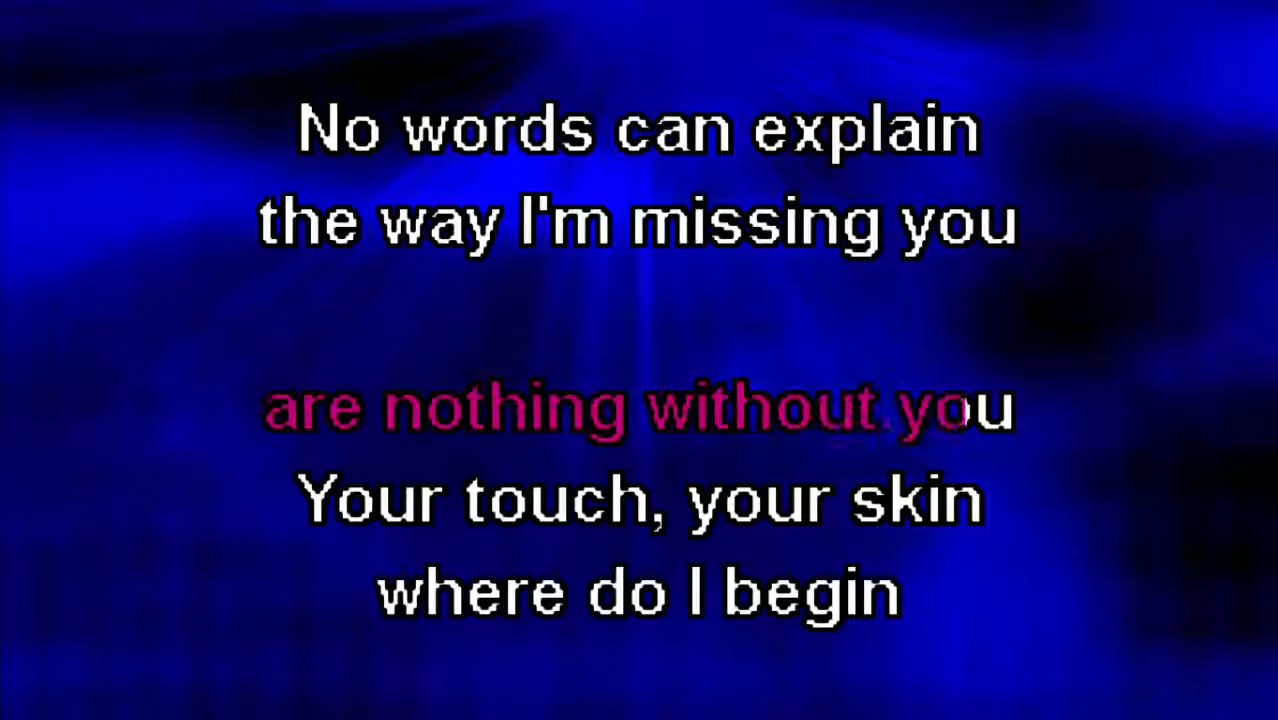 No words can explain
the way I'm missing you
are nothing without you
Your touch, your skin
where do I begin